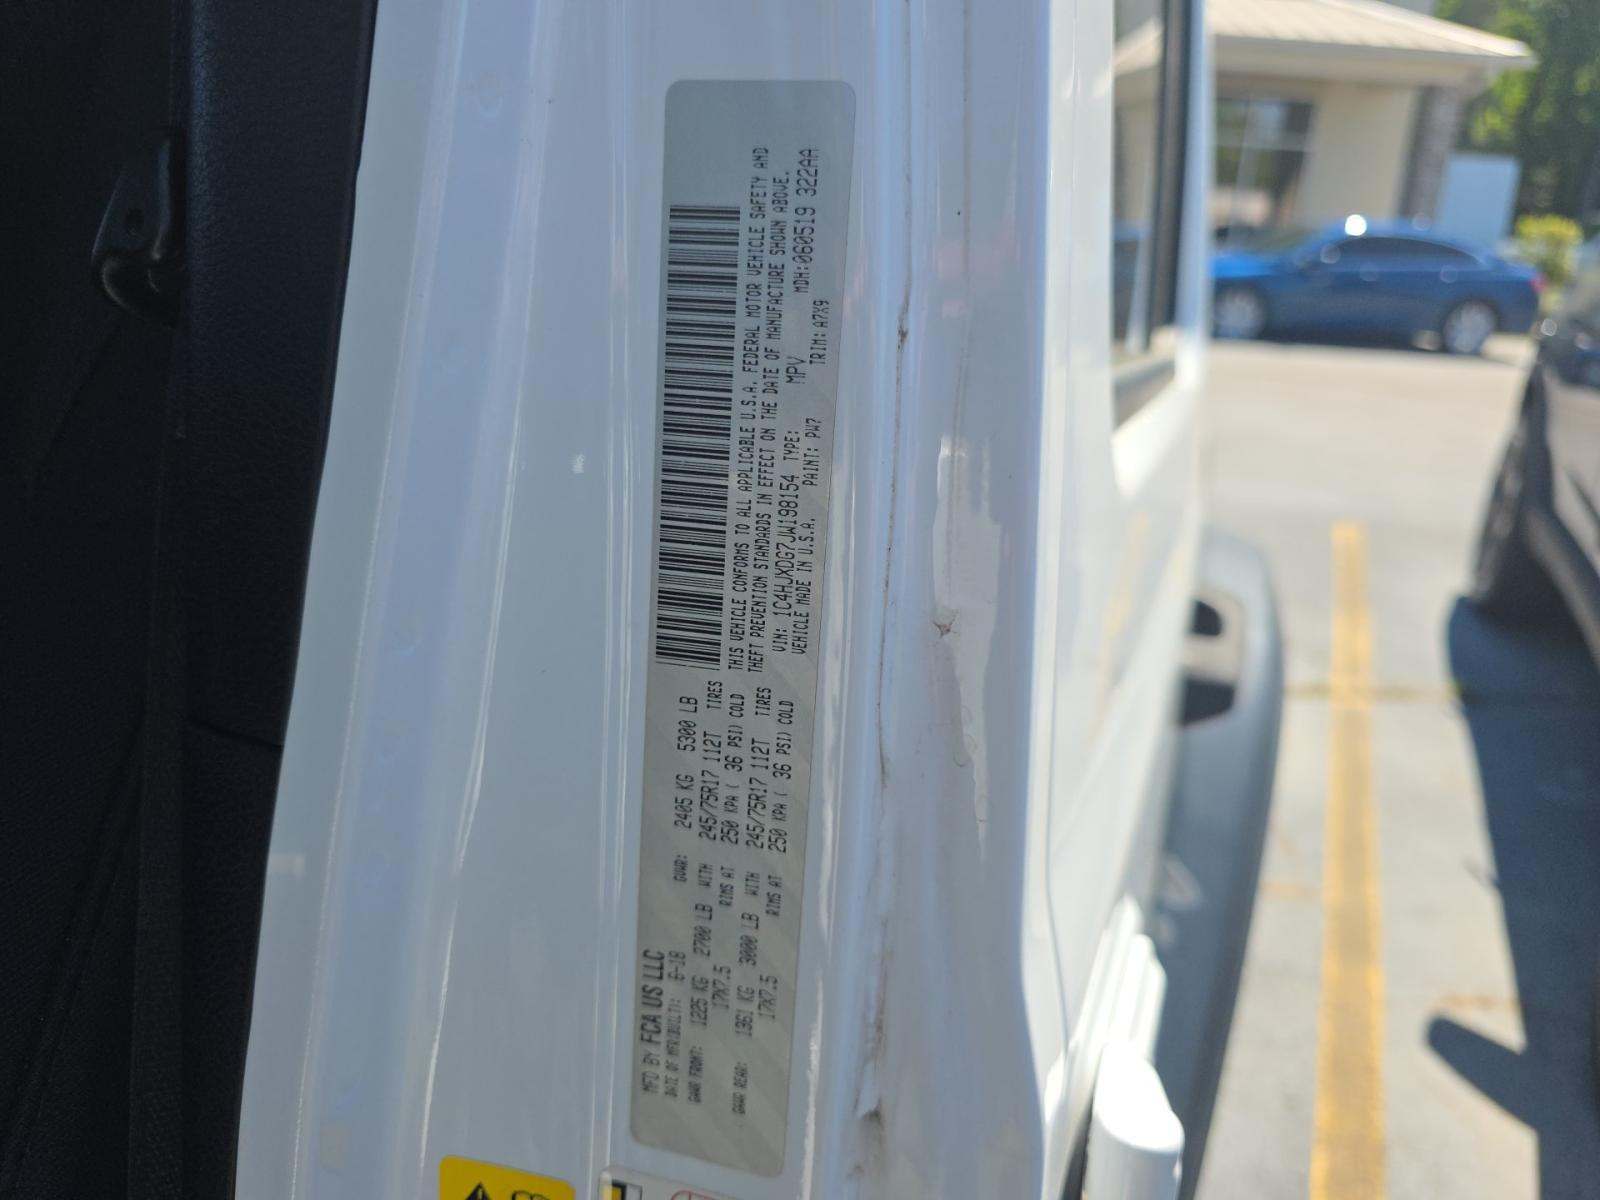 MFD BY FCA US LLC
DATE OF MFR(DBUILT): 6-18 GVWR: 2405 KG 5300 LB
GAWR FRONT: 1225 KG 2700 LB WITH 245/75R17 112T TIRES
17X7.5 RIMS AT 250 KPA ( 36 PSI) COLD
GAWR REAR: 1361 KG 3000 LB WITH 245/75R17 112T TIRES
17X7.5 RIMS AT 250 KPA ( 36 PSI) COLD
THIS VEHICLE CONFORMS TO ALL APPLICABLE U.S.A. FEDERAL MOTOR VEHICLE SAFETY AND
THEFT PREVENTION STANDARDS IN EFFECT ON THE DATE OF MANUFACTURE SHOWN ABOVE.
VIN: 1C4HJXDG7JW198154 TYPE: MPV MDH:060519 322AA
VEHICLE MADE IN U.S.A. PAINT: PW7 TRIM: A7X9